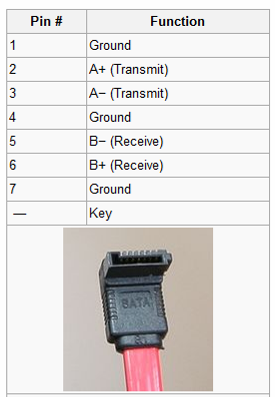 Pin # Function
1 Ground
2 A+ (Transmit)
3 A− (Transmit)
4 Ground
5 B− (Receive)
6 B+ (Receive)
7 Ground
— Key
SATA